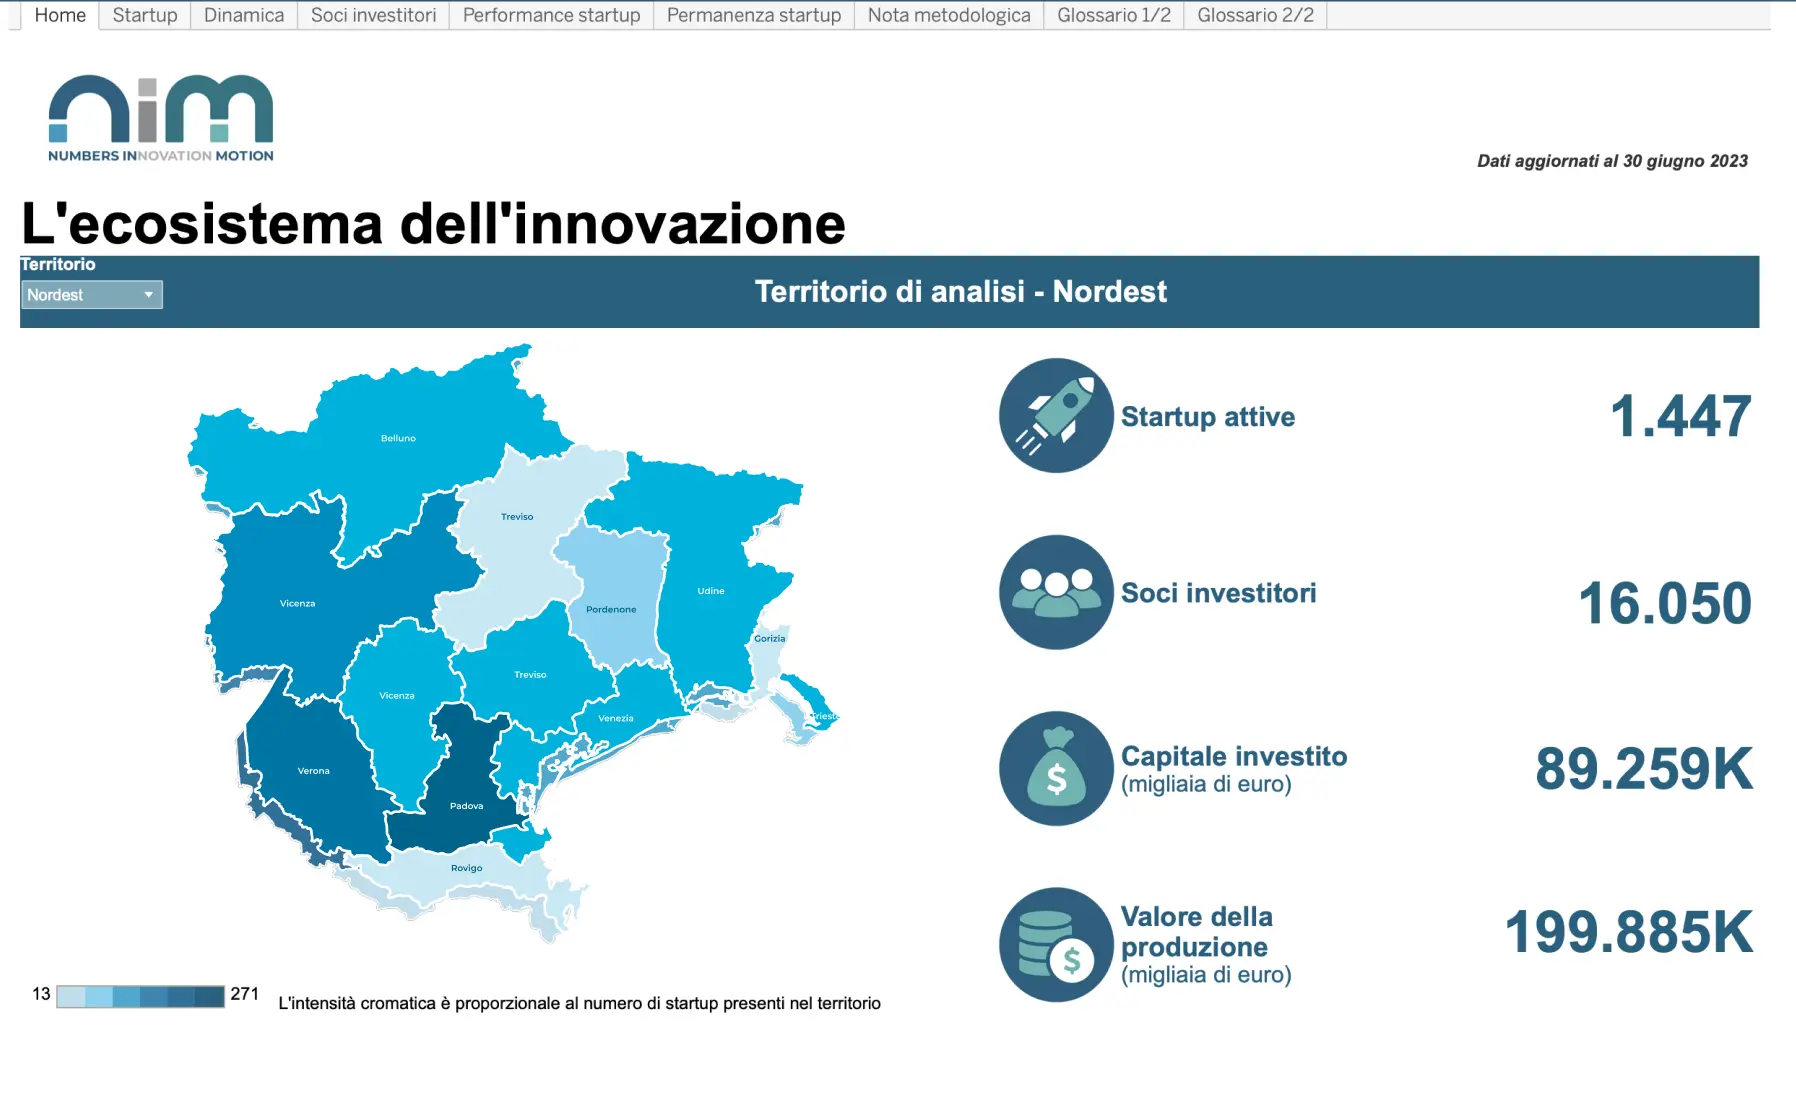 Home Startup Dinamica Soci investitori Performance startup Permanenza startup Nota metodologica Glossario 1/2 Glossario 2/2
nim
NUMBERS INNOVATION MOTION
Dati aggiornati al 30 giugno 2023
L'ecosistema dell'innovazione
Territorio
Nordest
Territorio di analisi - Nordest
Belluno
Treviso
Vicenza
Pordenone
Udine
Gorizia
Treviso
Vicenza
Venezia
Trieste
Verona
Padova
Rovigo
13
271
L'intensità cromatica è proporzionale al numero di startup presenti nel territorio
Startup attive
1.447
Soci investitori
16.050
Capitale investito
(migliaia di euro)
89.259K
Valore della
produzione
(migliaia di euro)
199.885K